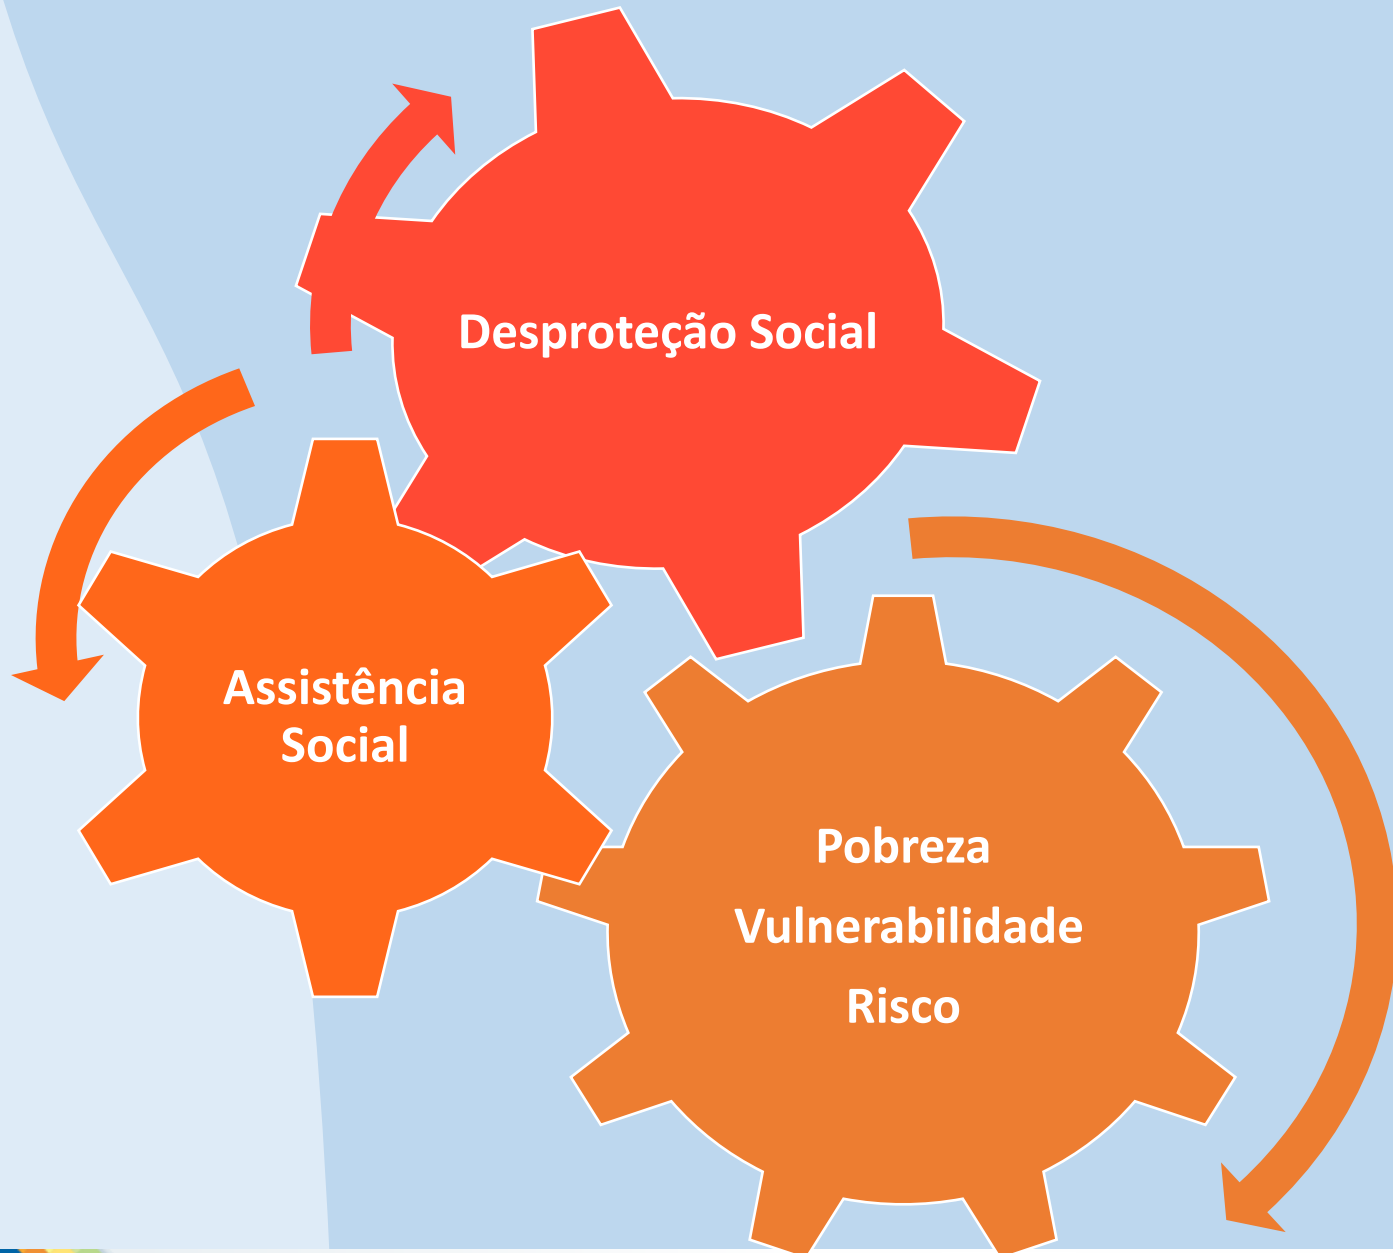 Desproteção Social
Assistência
Social
Pobreza
Vulnerabilidade
Risco